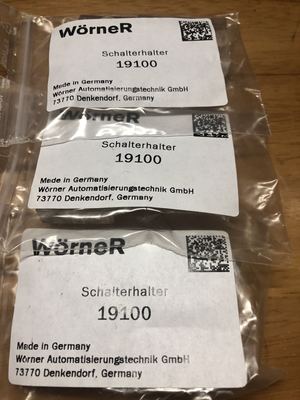 WörneR
Schalterhalter
19100
Made in Germany
Wörner Automatisierungstechnik GmbH
73770 Denkendorf, Germany
WörneR
Schalterhalter
19100
Made in Germany
Wörner Automatisierungstechnik GmbH
73770 Denkendorf, Germany
WörneR
Schalterhalter
19100
Made in Germany
Wörner Automatisierungstechnik GmbH
73770 Denkendorf, Germany